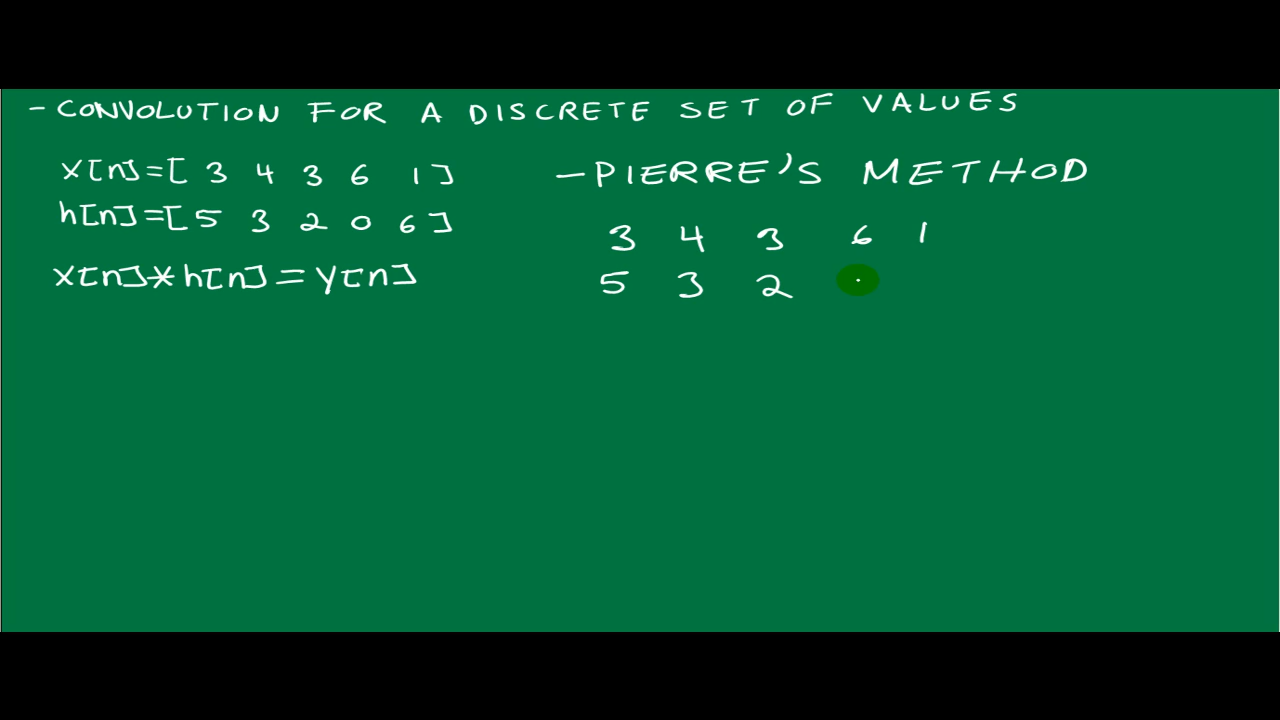 - CONVOLUTION FOR A DISCRETE SET OF VALUES
x[n]=[ 3 4 3 6 1 ]
h[n]=[ 5 3 2 0 6 ]
x[n]*h[n]=y[n]
- PIERRE'S METHOD
3 4 3 6 1
5 3 2